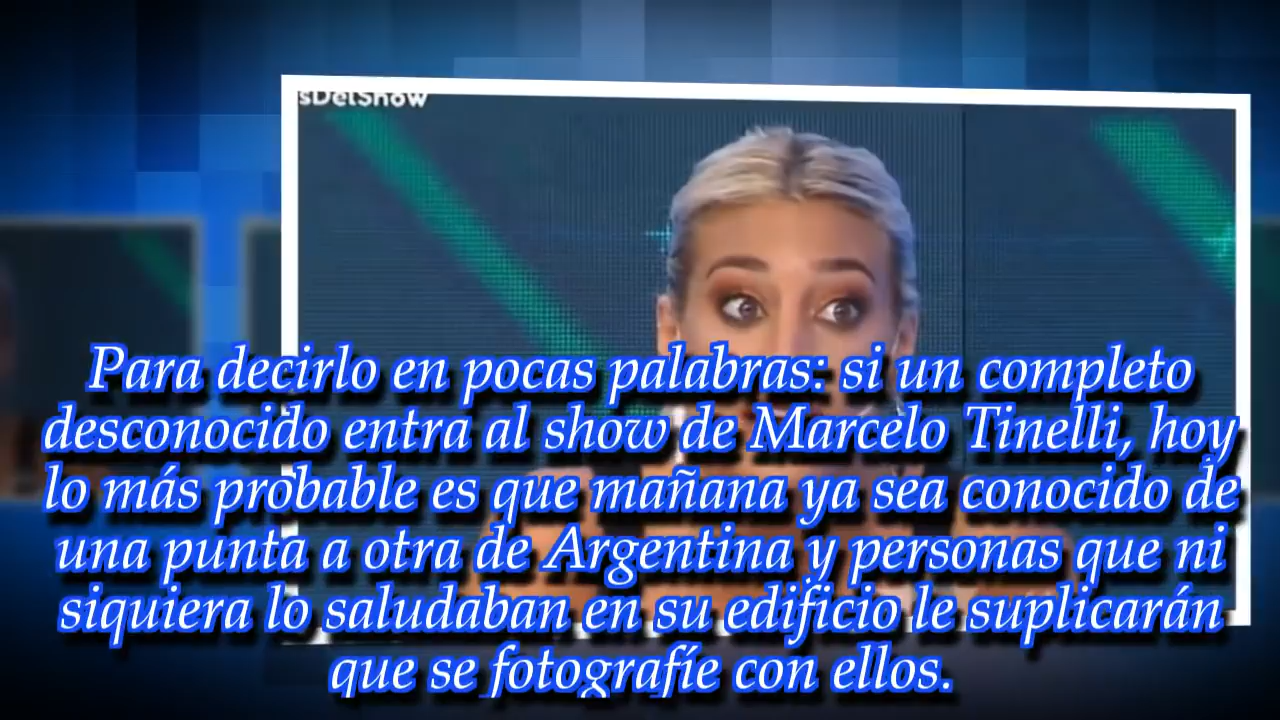 sDelShow
Para decirlo en pocas palabras: si un completo
desconocido entra al show de Marcelo Tinelli, hoy
lo más probable es que mañana ya sea conocido de
una punta a otra de Argentina y personas que ni
siquiera lo saludaban en su edificio le suplicarán
que se fotografíe con ellos.